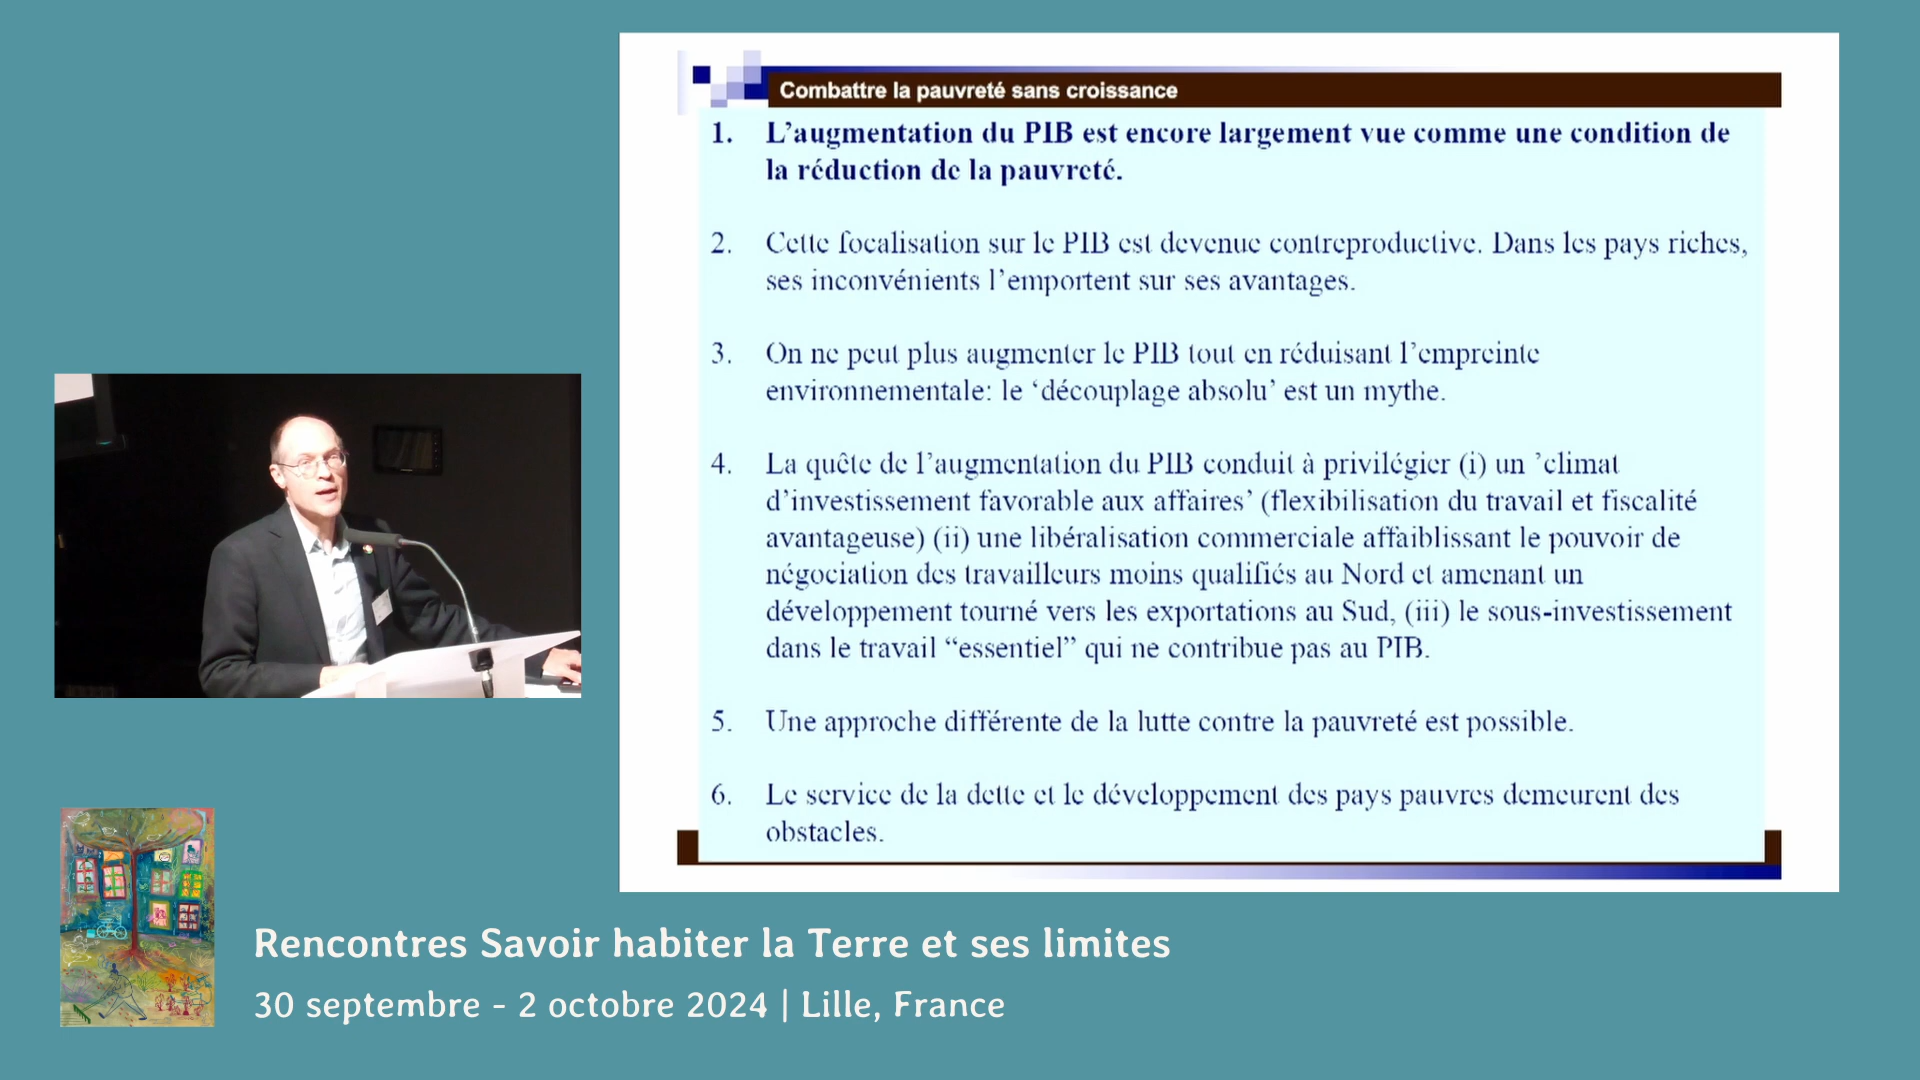 Combattre la pauvreté sans croissance
1. L’augmentation du PIB est encore largement vue comme une condition de
la réduction de la pauvreté.
2. Cette focalisation sur le PIB est devenue contreproductive. Dans les pays riches,
ses inconvénients l’emportent sur ses avantages.
3. On ne peut plus augmenter le PIB tout en réduisant l’empreinte
environnementale: le ‘découplage absolu’ est un mythe.
4. La quête de l’augmentation du PIB conduit à privilégier (i) un ’climat
d’investissement favorable aux affaires’ (flexibilisation du travail et fiscalité
avantageuse) (ii) une libéralisation commerciale affaiblissant le pouvoir de
négociation des travailleurs moins qualifiés au Nord et amenant un
développement tourné vers les exportations au Sud, (iii) le sous-investissement
dans le travail “essentiel” qui ne contribue pas au PIB.
5. Une approche différente de la lutte contre la pauvreté est possible.
6. Le service de la dette et le développement des pays pauvres demeurent des
obstacles.
Rencontres Savoir habiter la Terre et ses limites
30 septembre - 2 octobre 2024 | Lille, France